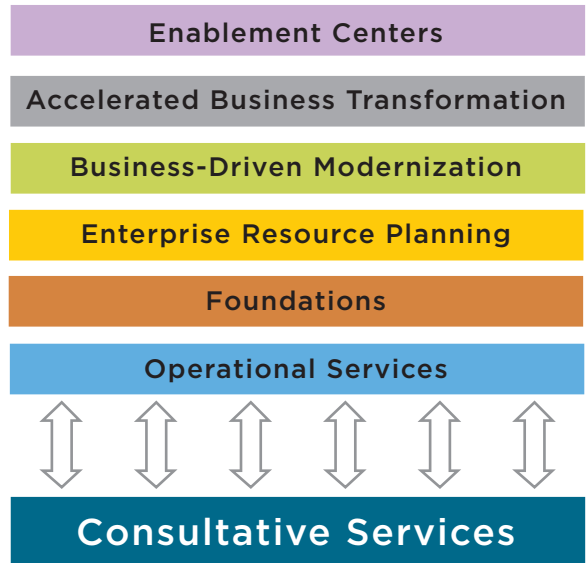 Enablement Centers
Accelerated Business Transformation
Business-Driven Modernization
Enterprise Resource Planning
Foundations
Operational Services
Consultative Services